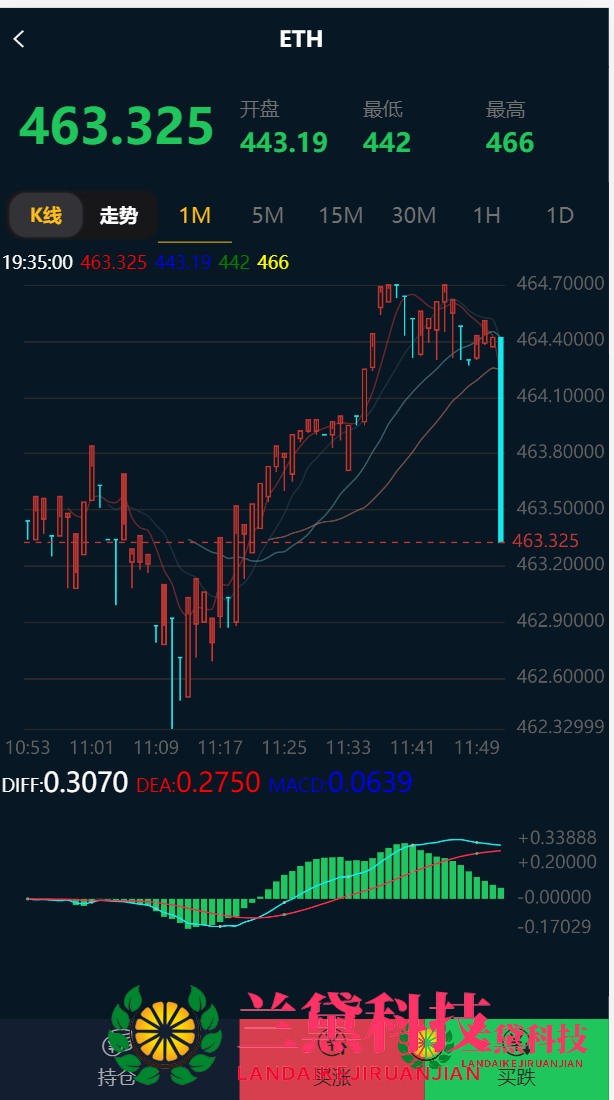 ETH
463.325
开盘 最低 最高
443.19 442 466
K线 走势 1M 5M 15M 30M 1H 1D
19:35:00 463.325 443.19 442 466
464.70000
464.40000
464.10000
463.80000
463.50000
463.325
463.20000
462.90000
462.60000
462.32999
10:53 11:01 11:09 11:17 11:25 11:33 11:41 11:49
DIFF:0.3070 DEA:0.2750 MACD:0.0639
+0.33888
+0.20000
-0.00000
-0.17029
兰黛科技
LANDAIKEJIRUANJIAN
兰黛科技
LANDAIKEJIRUANJIAN
持仓 买涨 买跌